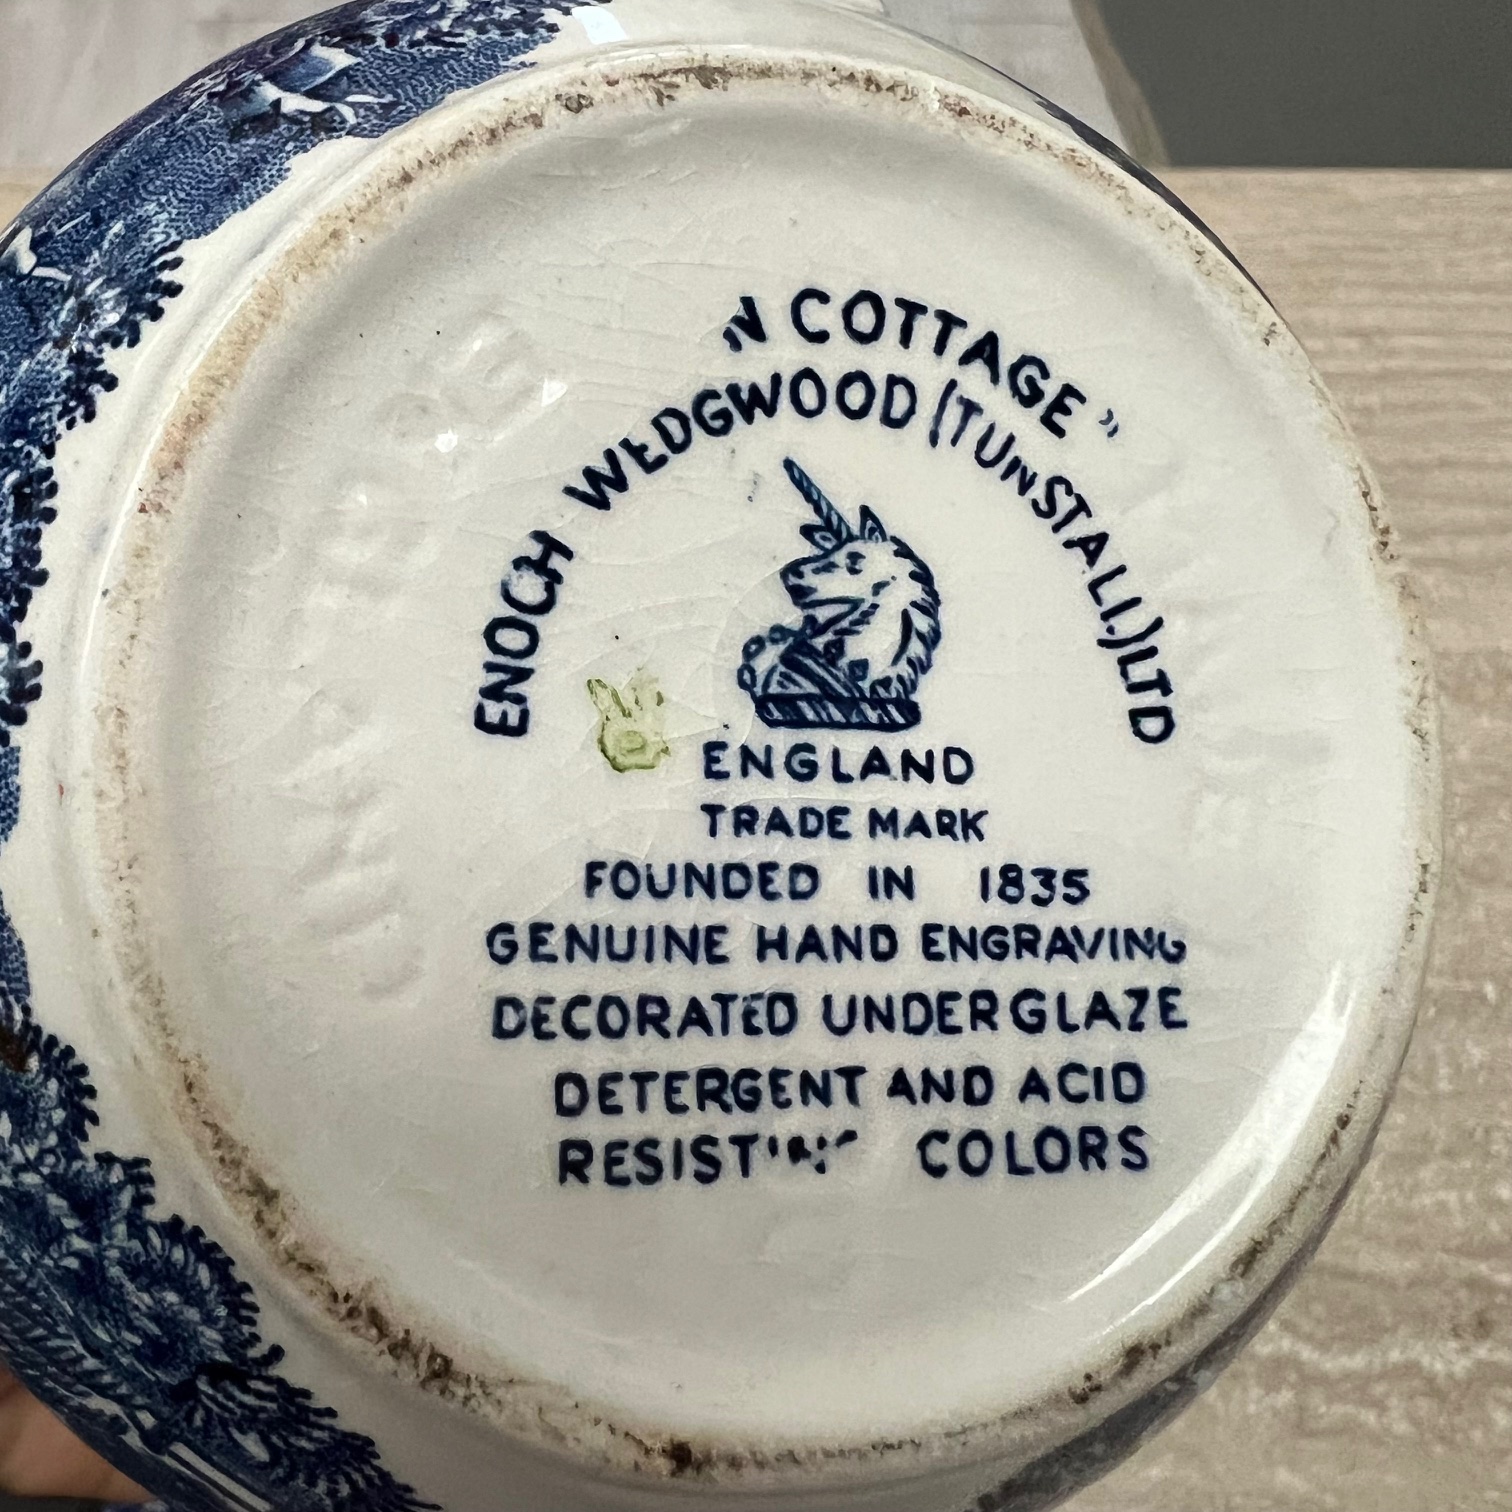 N COTTAGE"
ENOCH WEDGWOOD (TUNSTALL) LTD
ENGLAND
TRADE MARK
FOUNDED IN 1835
GENUINE HAND ENGRAVING
DECORATED UNDERGLAZE
DETERGENT AND ACID
RESISTING COLORS